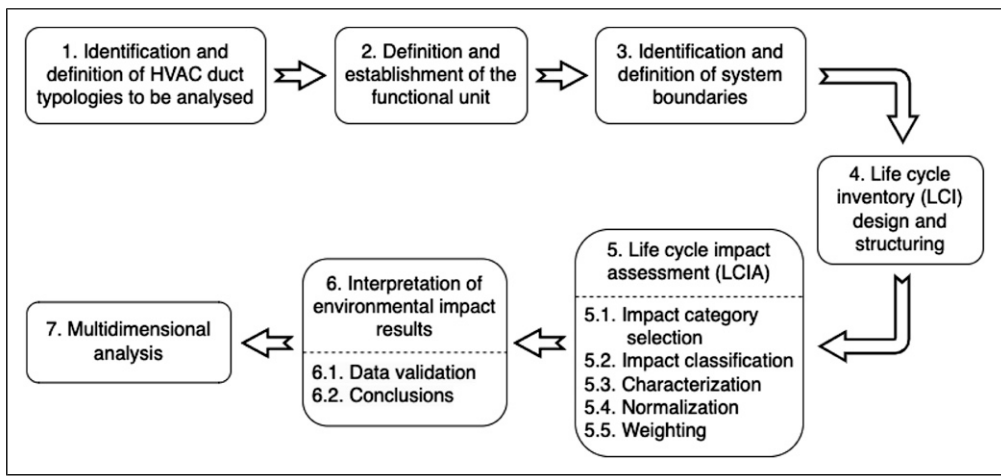 1. Identification and
definition of HVAC duct
typologies to be analysed
2. Definition and
establishment of the
functional unit
3. Identification and
definition of system
boundaries
4. Life cycle
inventory (LCI)
design and
structuring
5. Life cycle impact
assessment (LCIA)
5.1. Impact category
selection
5.2. Impact classification
5.3. Characterization
5.4. Normalization
5.5. Weighting
6. Interpretation of
environmental impact
results
6.1. Data validation
6.2. Conclusions
7. Multidimensional
analysis